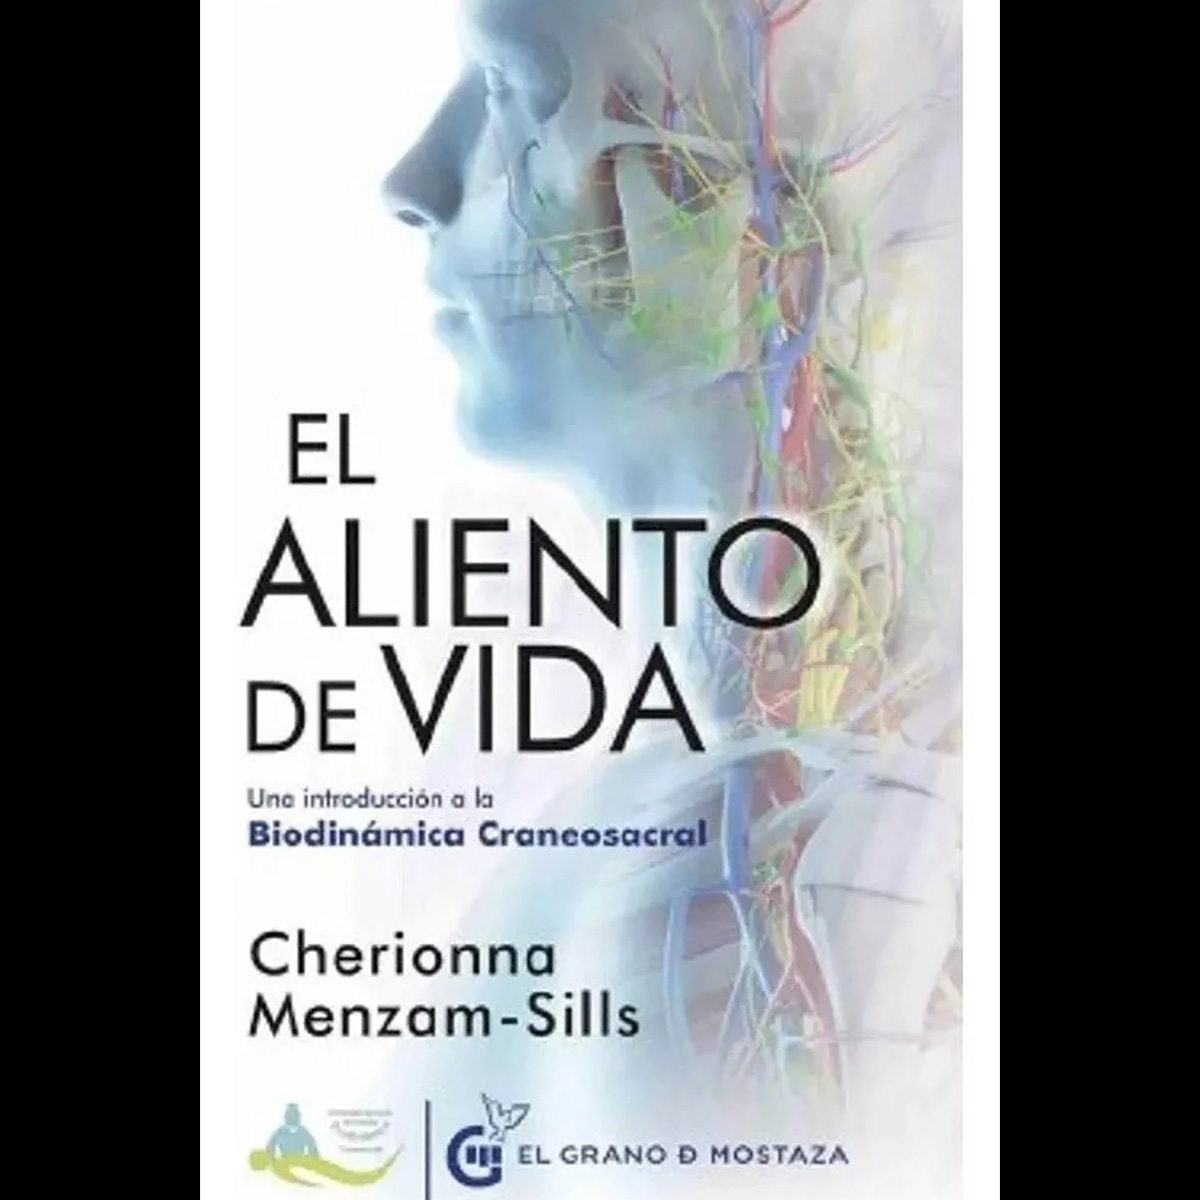 EL
ALIENTO
DE VIDA
Una introducción a la
Biodinámica Craneosacral
Cherionna
Menzam-Sills
EL GRANO Đ MOSTAZA